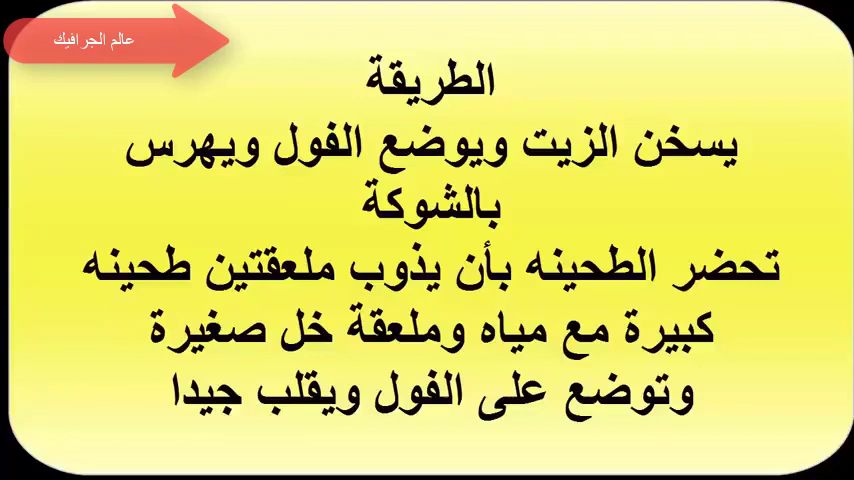 عالم الجرافيك
الطريقة
يسخن الزيت ويوضع الفول ويهرس
بالشوكة
تحضر الطحينه بأن يذوب ملعقتين طحينه
كبيرة مع مياه وملعقة خل صغيرة
وتوضع على الفول ويقلب جيدا